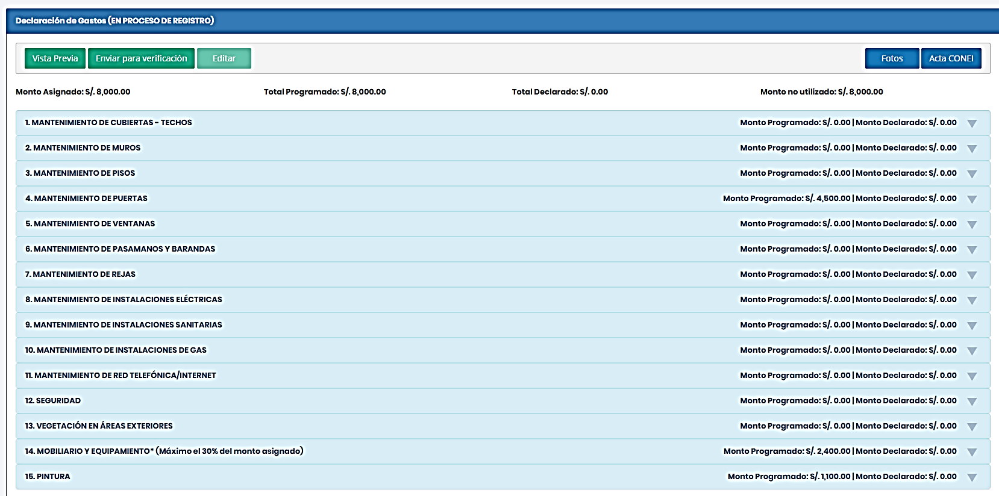 Declaración de Gastos (EN PROCESO DE REGISTRO)
Vista Previa Enviar para verificación Editar Fotos Acta CONEI
Monto Asignado: S/. 8,000.00 Total Programado: S/. 8,000.00 Total Declarado: S/. 0.00 Monto no utilizado: S/. 8,000.00
1. MANTENIMIENTO DE CUBIERTAS - TECHOS Monto Programado: S/. 0.00 | Monto Declarado: S/. 0.00
2. MANTENIMIENTO DE MUROS Monto Programado: S/. 0.00 | Monto Declarado: S/. 0.00
3. MANTENIMIENTO DE PISOS Monto Programado: S/. 0.00 | Monto Declarado: S/. 0.00
4. MANTENIMIENTO DE PUERTAS Monto Programado: S/. 4,500.00 | Monto Declarado: S/. 0.00
5. MANTENIMIENTO DE VENTANAS Monto Programado: S/. 0.00 | Monto Declarado: S/. 0.00
6. MANTENIMIENTO DE PASAMANOS Y BARANDAS Monto Programado: S/. 0.00 | Monto Declarado: S/. 0.00
7. MANTENIMIENTO DE REJAS Monto Programado: S/. 0.00 | Monto Declarado: S/. 0.00
8. MANTENIMIENTO DE INSTALACIONES ELÉCTRICAS Monto Programado: S/. 0.00 | Monto Declarado: S/. 0.00
9. MANTENIMIENTO DE INSTALACIONES SANITARIAS Monto Programado: S/. 0.00 | Monto Declarado: S/. 0.00
10. MANTENIMIENTO DE INSTALACIONES DE GAS Monto Programado: S/. 0.00 | Monto Declarado: S/. 0.00
11. MANTENIMIENTO DE RED TELEFÓNICA/INTERNET Monto Programado: S/. 0.00 | Monto Declarado: S/. 0.00
12. SEGURIDAD Monto Programado: S/. 0.00 | Monto Declarado: S/. 0.00
13. VEGETACIÓN EN ÁREAS EXTERIORES Monto Programado: S/. 0.00 | Monto Declarado: S/. 0.00
14. MOBILIARIO Y EQUIPAMIENTO* (Máximo el 30% del monto asignado) Monto Programado: S/. 2,400.00 | Monto Declarado: S/. 0.00
15. PINTURA Monto Programado: S/. 1,100.00 | Monto Declarado: S/. 0.00